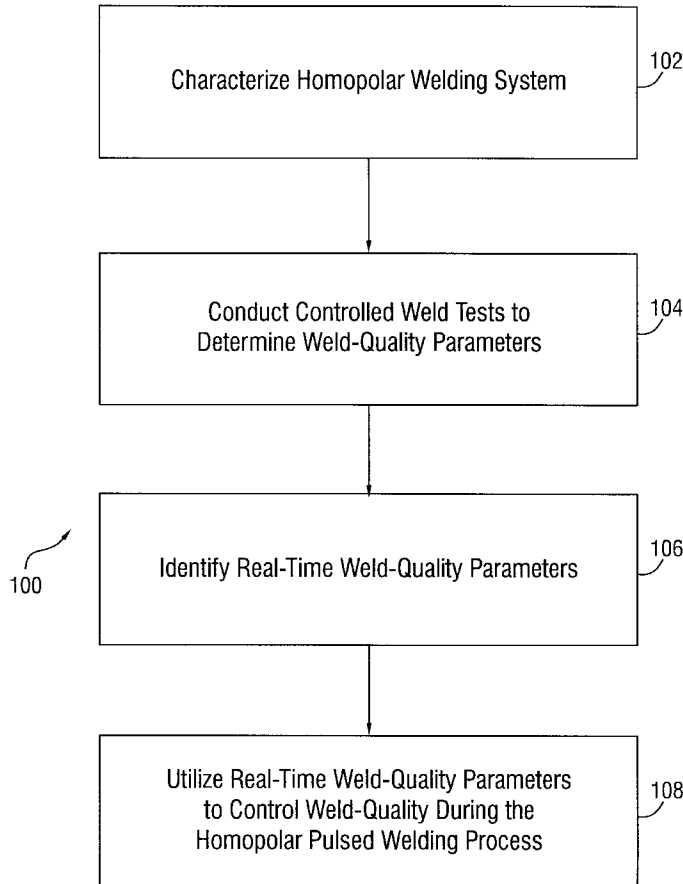 Characterize Homopolar Welding System
102
Conduct Controlled Weld Tests to
Determine Weld-Quality Parameters
104
Identify Real-Time Weld-Quality Parameters
106
100
Utilize Real-Time Weld-Quality Parameters
to Control Weld-Quality During the
Homopolar Pulsed Welding Process
108